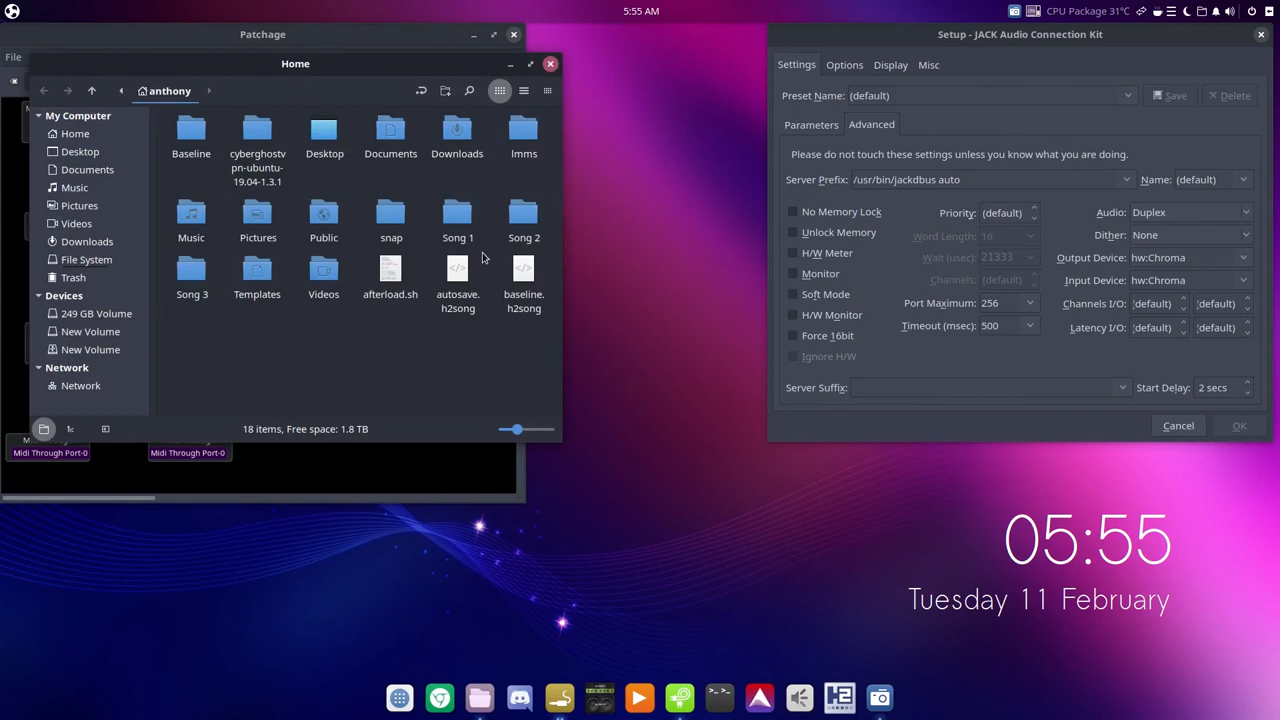 5:55 AM
CPU Package 31°C
Patchage
File
M
Midi Through Port-0
Midi Through Port-0
Home
anthony
My Computer
Home
Desktop
Documents
Music
Pictures
Videos
Downloads
File System
Trash
Devices
249 GB Volume
New Volume
New Volume
Network
Network
Baseline
cyberghostv
pn-ubuntu-
19.04-1.3.1
Desktop
Documents
Downloads
lmms
Music
Pictures
Public
snap
Song 1
Song 2
Song 3
Templates
Videos
afterload.sh
autosave.
h2song
baseline.
h2song
18 items, Free space: 1.8 TB
Setup - JACK Audio Connection Kit
Settings
Options
Display
Misc
Preset Name:
(default)
Save
Delete
Parameters
Advanced
Please do not touch these settings unless you know what you are doing.
Server Prefix:
/usr/bin/jackdbus auto
Name:
(default)
No Memory Lock
Unlock Memory
H/W Meter
Monitor
Soft Mode
H/W Monitor
Force 16bit
Ignore H/W
Priority:
(default)
Word Length:
16
Wait (usec):
21333
Channels:
(default)
Port Maximum:
256
Timeout (msec):
500
Audio:
Duplex
Dither:
None
Output Device:
hw:Chroma
Input Device:
hw:Chroma
Channels I/O:
(default)
(default)
Latency I/O:
(default)
(default)
Server Suffix:
Start Delay:
2 secs
Cancel
OK
05:55
Tuesday 11 February
H2